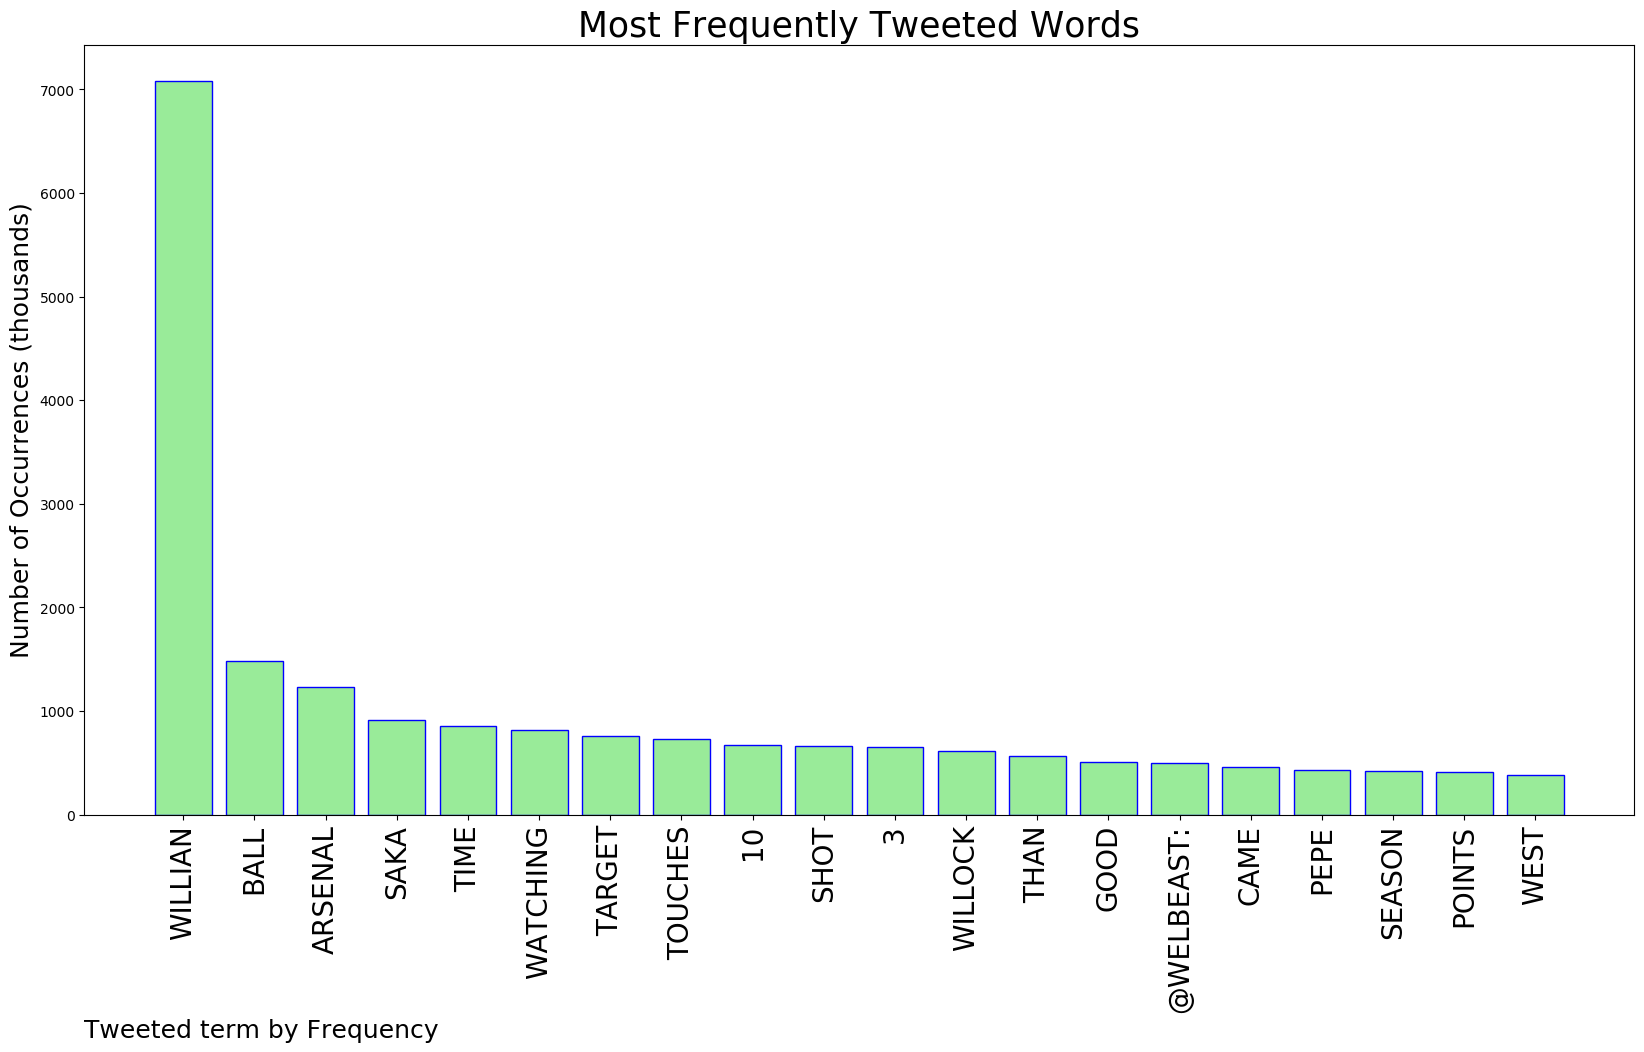 Most Frequently Tweeted Words
Number of Occurrences (thousands)
7000
6000
5000
4000
3000
2000
1000
0
WILLIAN
BALL
ARSENAL
SAKA
TIME
WATCHING
TARGET
TOUCHES
10
SHOT
3
WILLOCK
THAN
GOOD
@WELBEAST:
CAME
PEPE
SEASON
POINTS
WEST
Tweeted term by Frequency